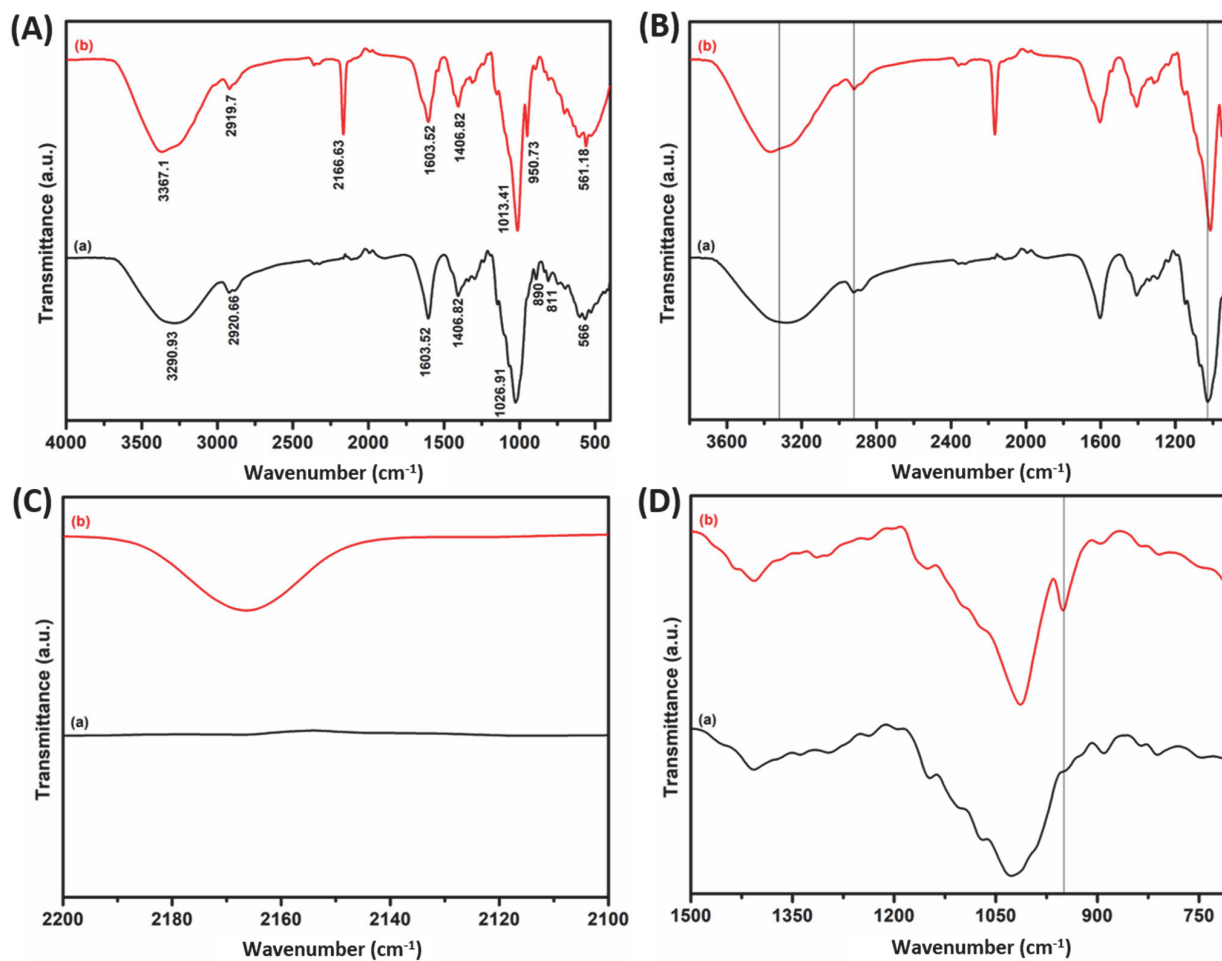 (A)
(b)
2919.7
3367.1
2166.63
1603.52
1406.82
1013.41
950.73
561.18
(a)
3290.93
2920.66
1603.52
1406.82
1026.91
890
811
566
Transmittance (a.u.)
4000 3500 3000 2500 2000 1500 1000 500
Wavenumber (cm⁻¹)
(B)
(b)
(a)
Transmittance (a.u.)
3600 3200 2800 2400 2000 1600 1200
Wavenumber (cm⁻¹)
(C)
(b)
(a)
Transmittance (a.u.)
2200 2180 2160 2140 2120 2100
Wavenumber (cm⁻¹)
(D)
(b)
(a)
Transmittance (a.u.)
1500 1350 1200 1050 900 750
Wavenumber (cm⁻¹)